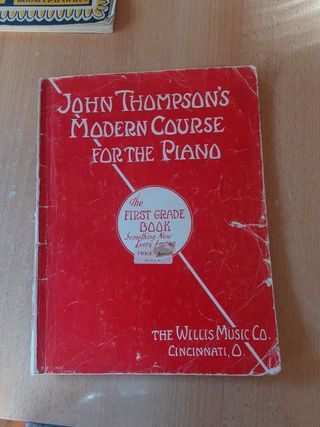 JOHN THOMPSON'S
MODERN COURSE
FOR THE PIANO
The
FIRST GRADE
BOOK
Something New
Every Lesson
PRICE
THE WILLIS MUSIC CO.
CINCINNATI, O.